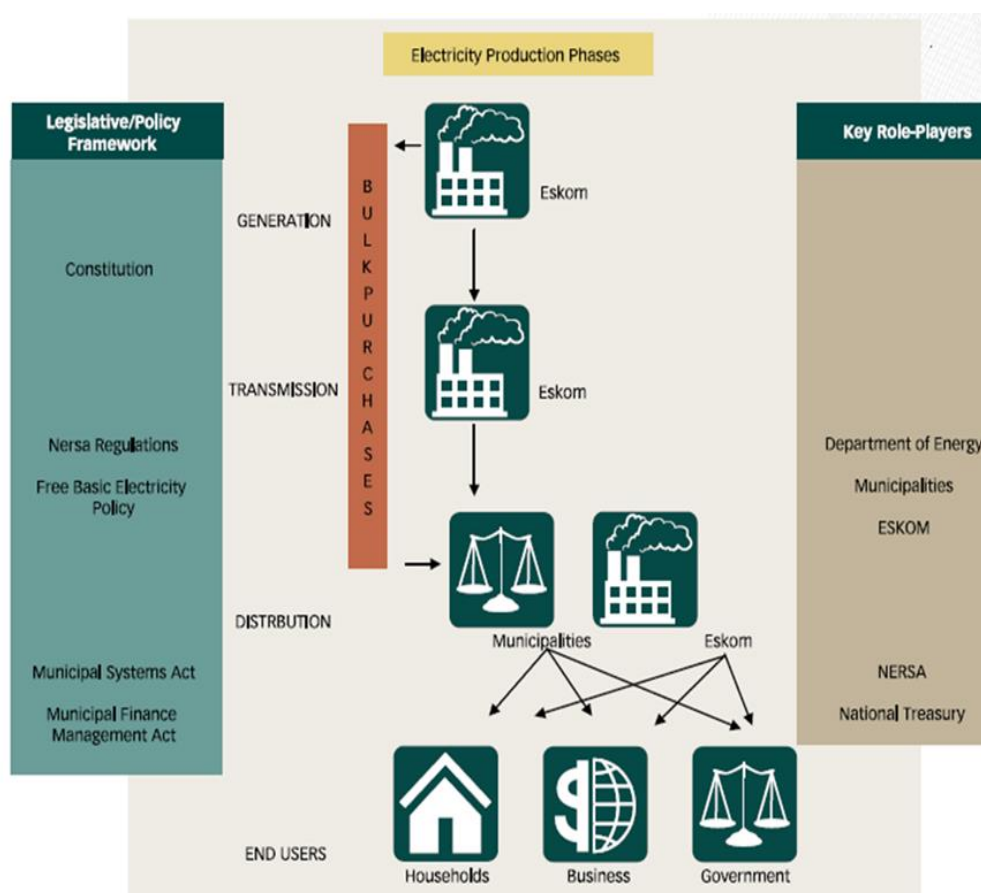 Electricity Production Phases
Legislative/Policy
Framework
Constitution
Nersa Regulations
Free Basic Electricity
Policy
Municipal Systems Act
Municipal Finance
Management Act
GENERATION
TRANSMISSION
DISTRBUTION
END USERS
BULKPURCHASES
Eskom
Eskom
Municipalities
Eskom
Households
Business
Government
Key Role-Players
Department of Energy
Municipalities
ESKOM
NERSA
National Treasury